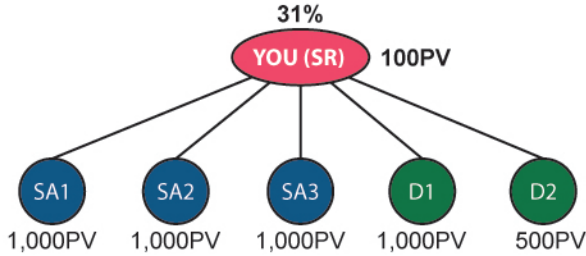 31%
YOU (SR) 100PV
SA1 SA2 SA3 D1 D2
1,000PV 1,000PV 1,000PV 1,000PV 500PV